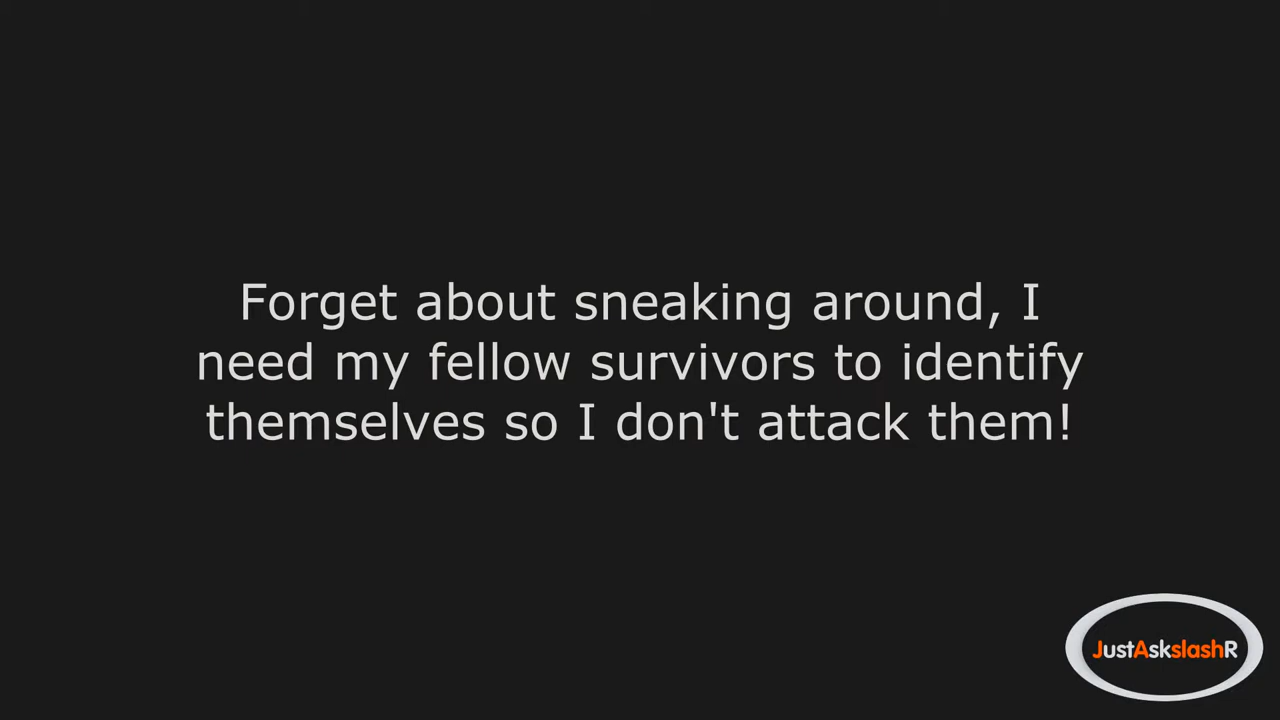 Forget about sneaking around, I
need my fellow survivors to identify
themselves so I don't attack them!
JustAskslashR